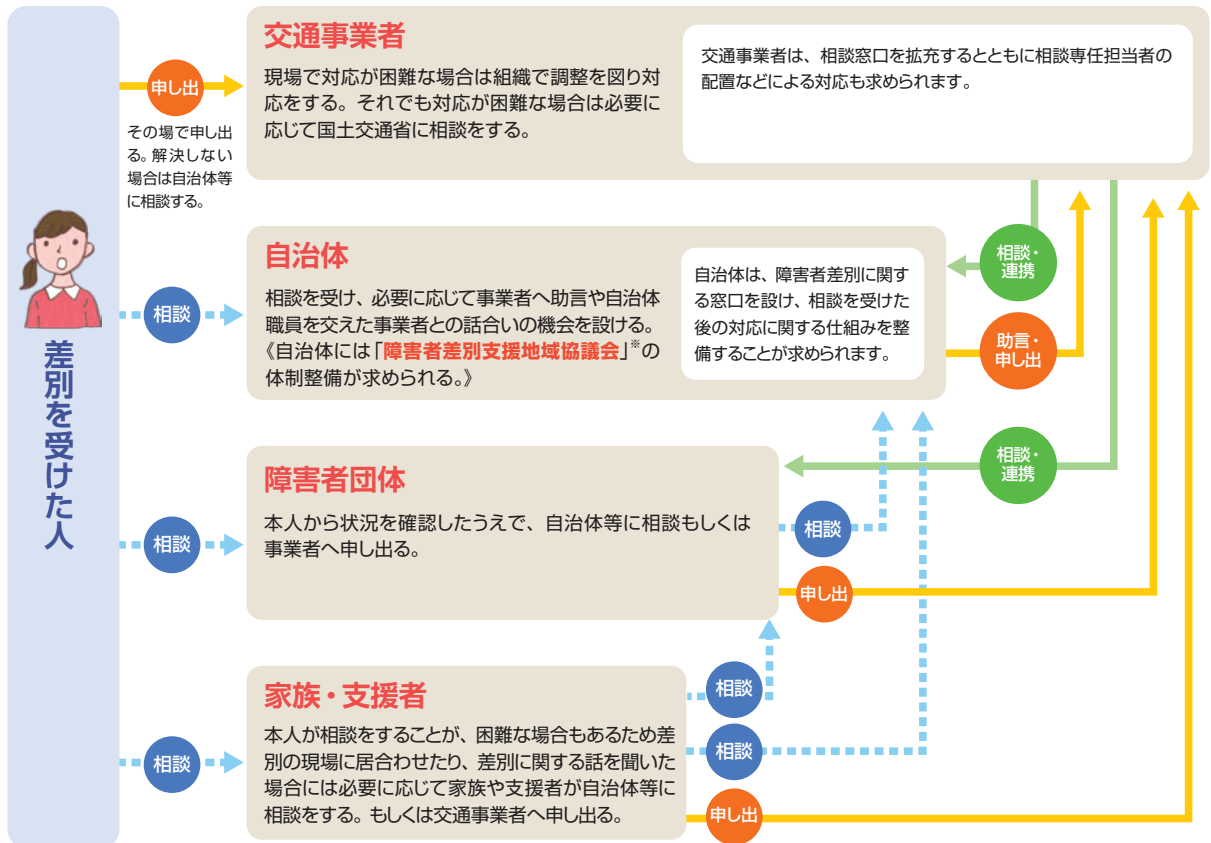 差別を受けた人
申し出
その場で申し出
る。解決しない
場合は自治体等
に相談する。
交通事業者
現場で対応が困難な場合は組織で調整を図り対
応をする。それでも対応が困難な場合は必要に
応じて国土交通省に相談をする。
交通事業者は、相談窓口を拡充するとともに相談専任担当者の
配置などによる対応も求められます。
相談
自治体
相談を受け、必要に応じて事業者へ助言や自治体
職員を交えた事業者との話合いの機会を設ける。
《自治体には「障害者差別支援地域協議会」※の
体制整備が求められる。》
自治体は、障害者差別に関す
る窓口を設け、相談を受けた
後の対応に関する仕組みを整
備することが求められます。
相談・
連携
助言・
申し出
相談
障害者団体
本人から状況を確認したうえで、自治体等に相談もしくは
事業者へ申し出る。
相談・
連携
相談
申し出
相談
家族・支援者
本人が相談をすることが、困難な場合もあるため差
別の現場に居合わせたり、差別に関する話を聞いた
場合には必要に応じて家族や支援者が自治体等に
相談をする。もしくは交通事業者へ申し出る。
相談
相談
申し出